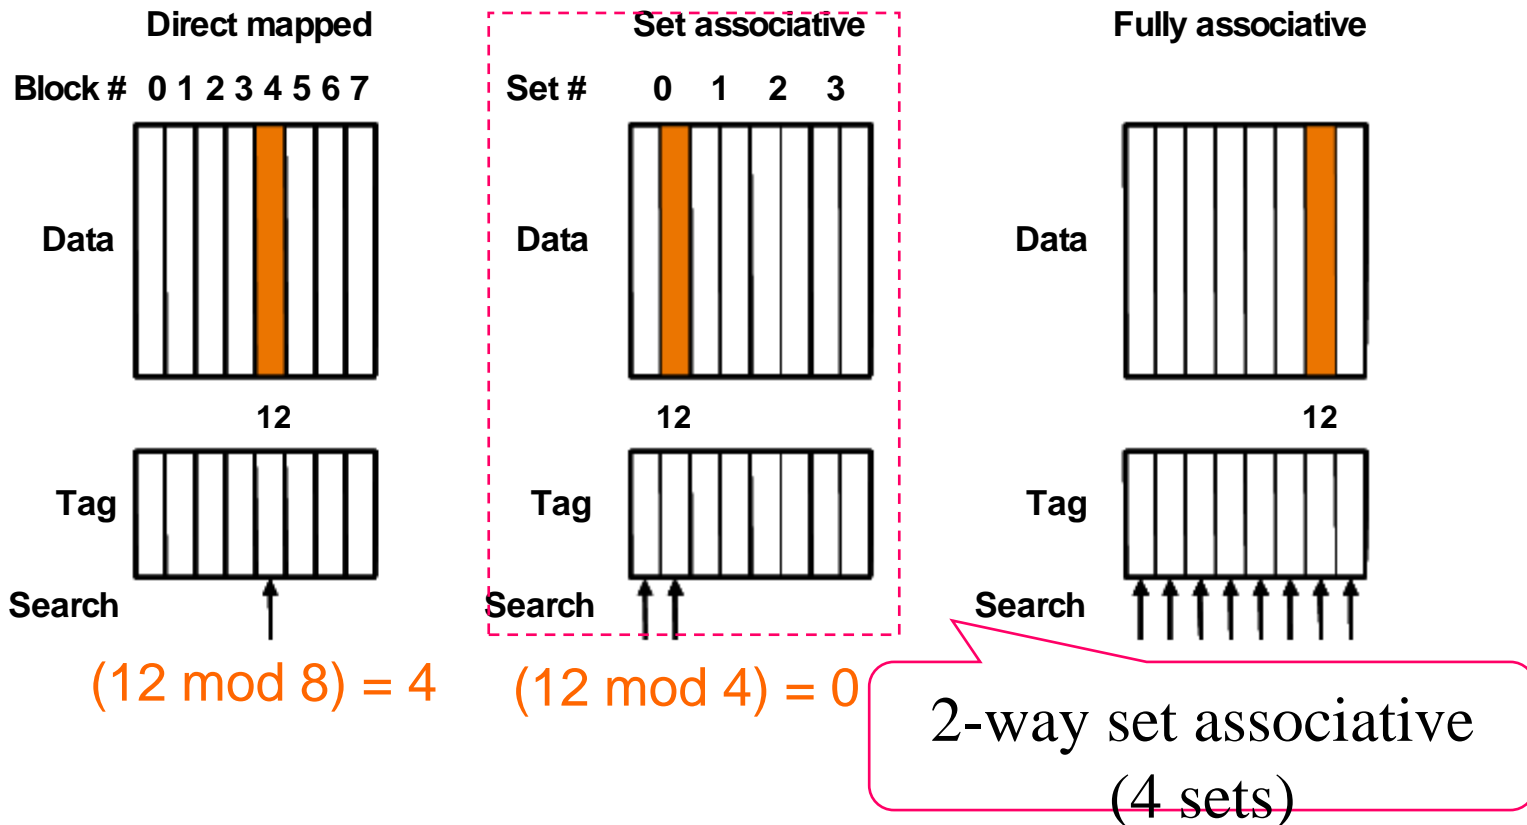 Direct mapped
Set associative
Fully associative
Block # 0 1 2 3 4 5 6 7
Set # 0 1 2 3
Data
Data
Data
12
12
12
Tag
Tag
Tag
Search
Search
Search
(12 mod 8) = 4
(12 mod 4) = 0
2-way set associative
(4 sets)